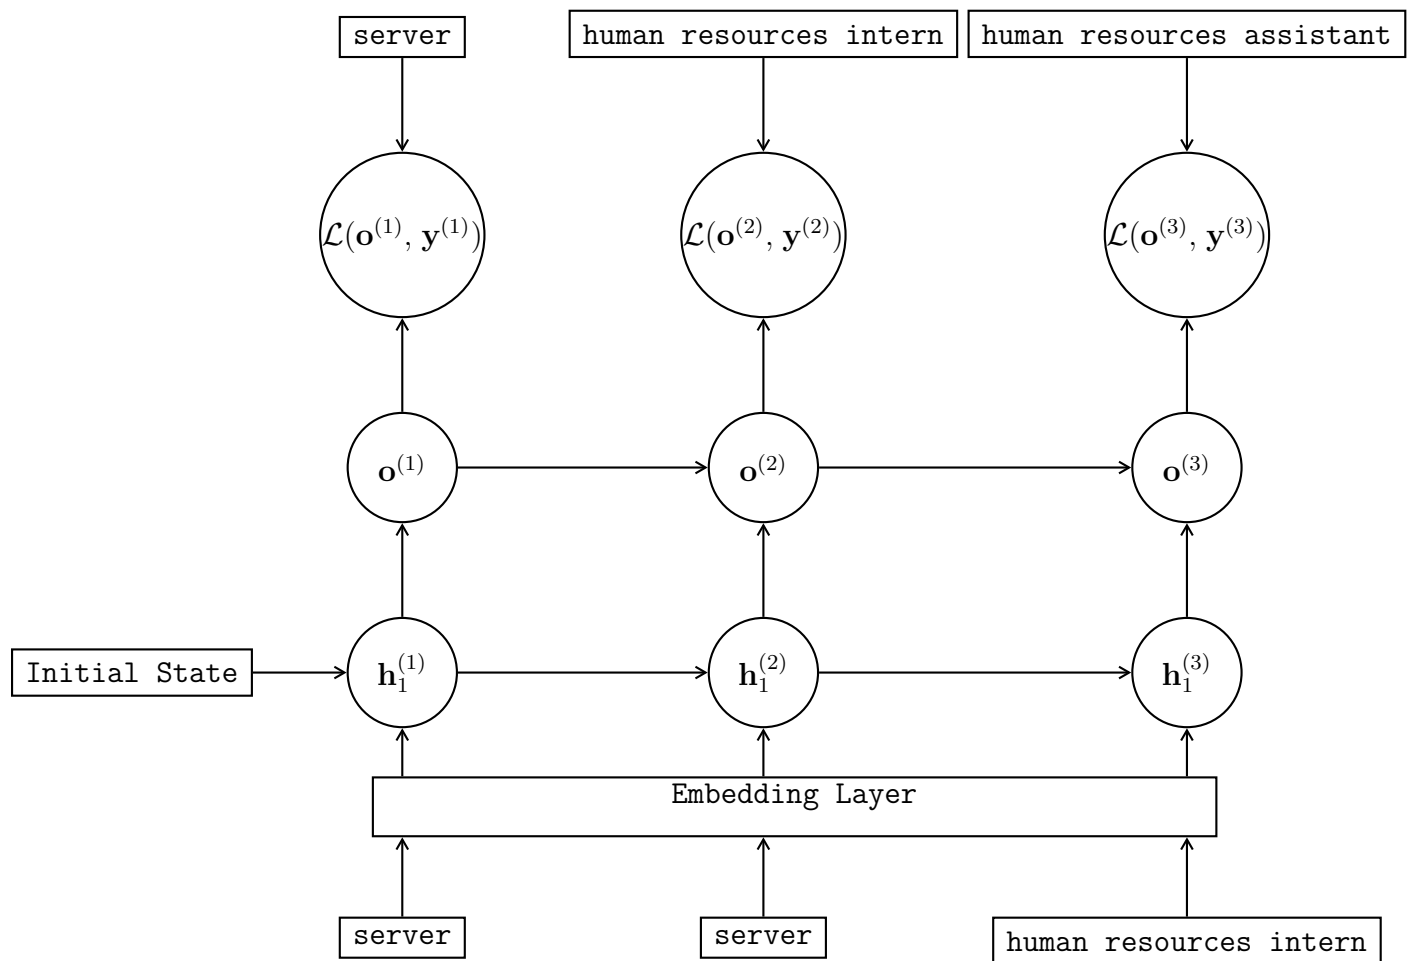 server
human resources intern
human resources assistant
𝓛(𝐨⁽¹⁾, 𝐲⁽¹⁾)
𝓛(𝐨⁽²⁾, 𝐲⁽²⁾)
𝓛(𝐨⁽³⁾, 𝐲⁽³⁾)
𝐨⁽¹⁾
𝐨⁽²⁾
𝐨⁽³⁾
Initial State
𝐡₁⁽¹⁾
𝐡₁⁽²⁾
𝐡₁⁽³⁾
Embedding Layer
server
server
human resources intern